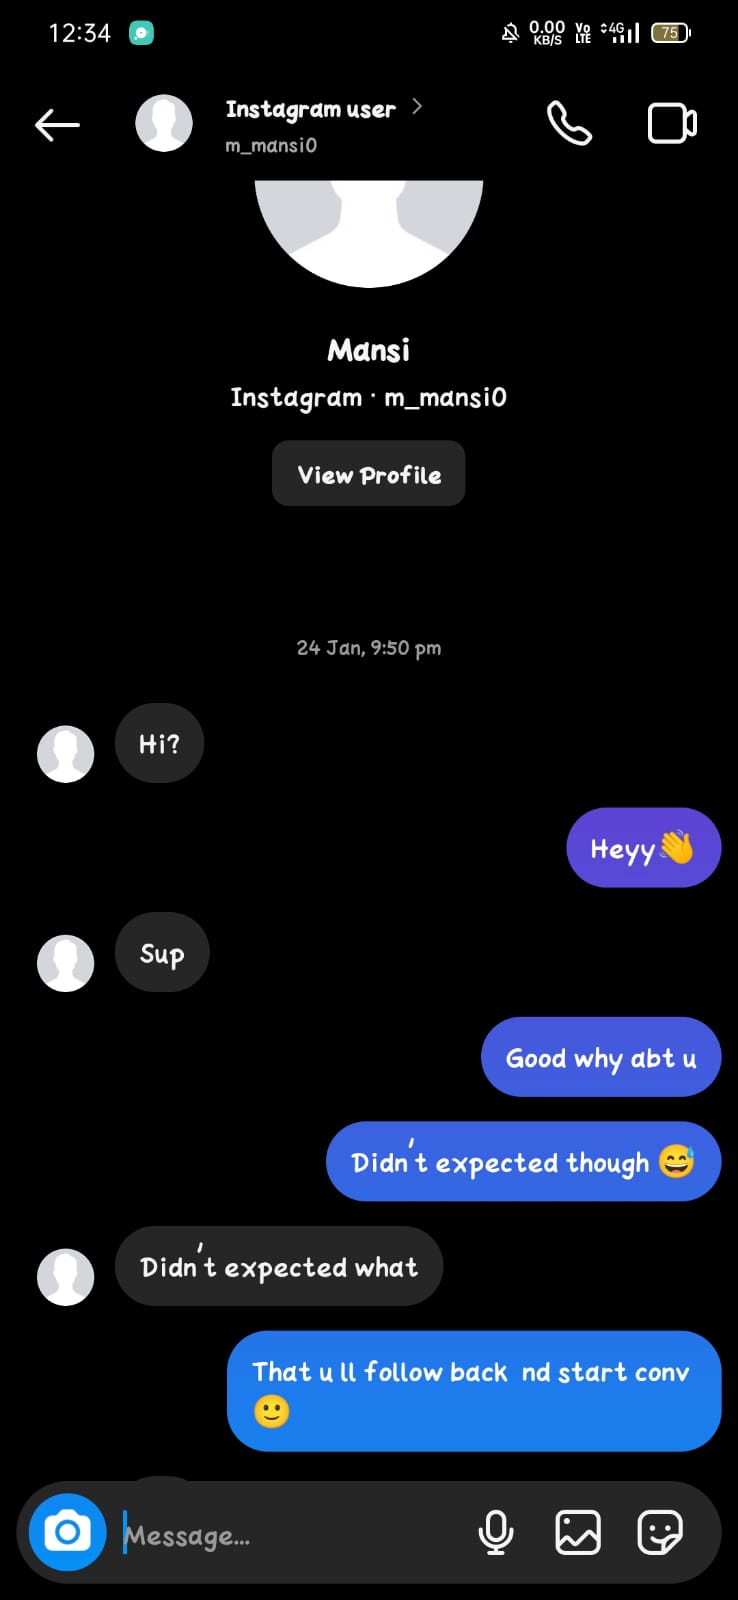 12:34
0.00 KB/S VoLTE 4G 75
Instagram user
m_mansi0
Mansi
Instagram · m_mansi0
View Profile
24 Jan, 9:50 pm
Hi?
Heyy👋
Sup
Good why abt u
Didn't expected though 😅
Didn't expected what
That u ll follow back nd start conv
🙂
Message...